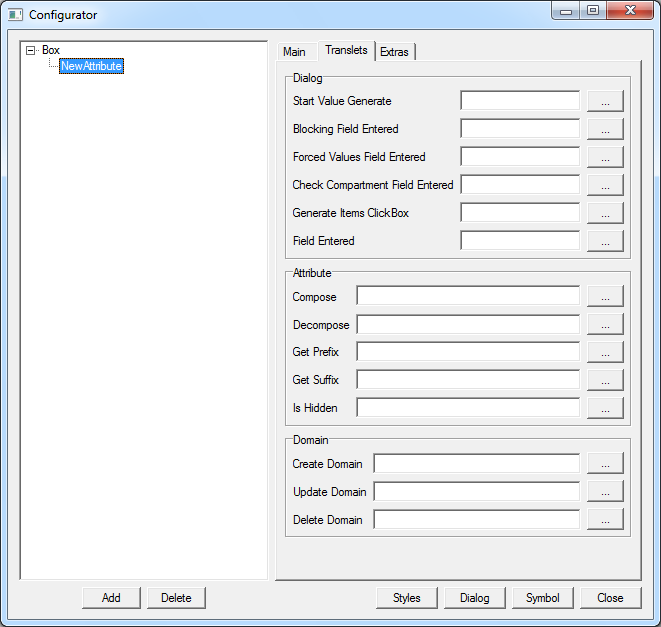 Configurator
Box
NewAttribute
Main Translets Extras
Dialog
Start Value Generate ...
Blocking Field Entered ...
Forced Values Field Entered ...
Check Compartment Field Entered ...
Generate Items ClickBox ...
Field Entered ...
Attribute
Compose ...
Decompose ...
Get Prefix ...
Get Suffix ...
Is Hidden ...
Domain
Create Domain ...
Update Domain ...
Delete Domain ...
Add Delete Styles Dialog Symbol Close